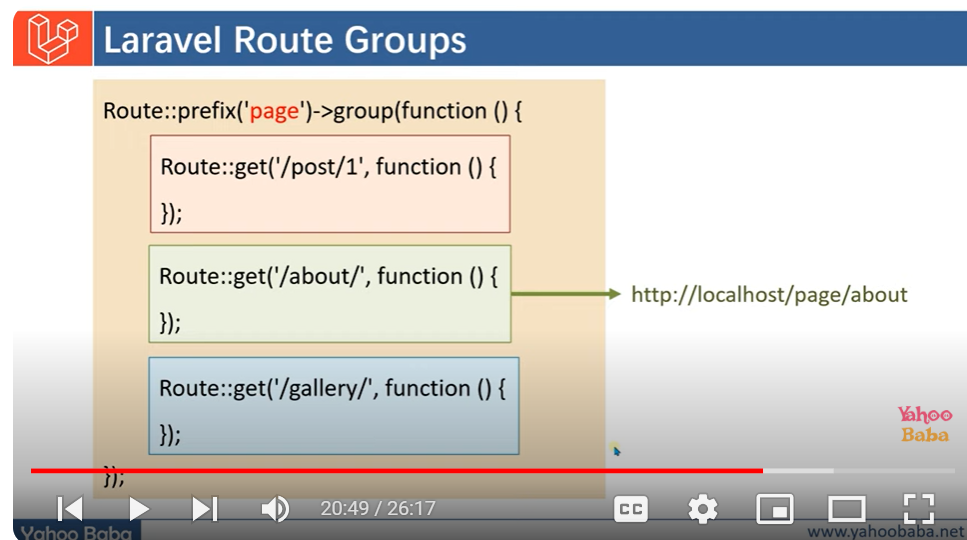 Laravel Route Groups
Route::prefix('page')->group(function () {
Route::get('/post/1', function () {
});
Route::get('/about/', function () {
});
http://localhost/page/about
Route::get('/gallery/', function () {
});
});
Yahoo
Baba
20:49 / 26:17
CC
Yahoo Baba
www.yahoobaba.net